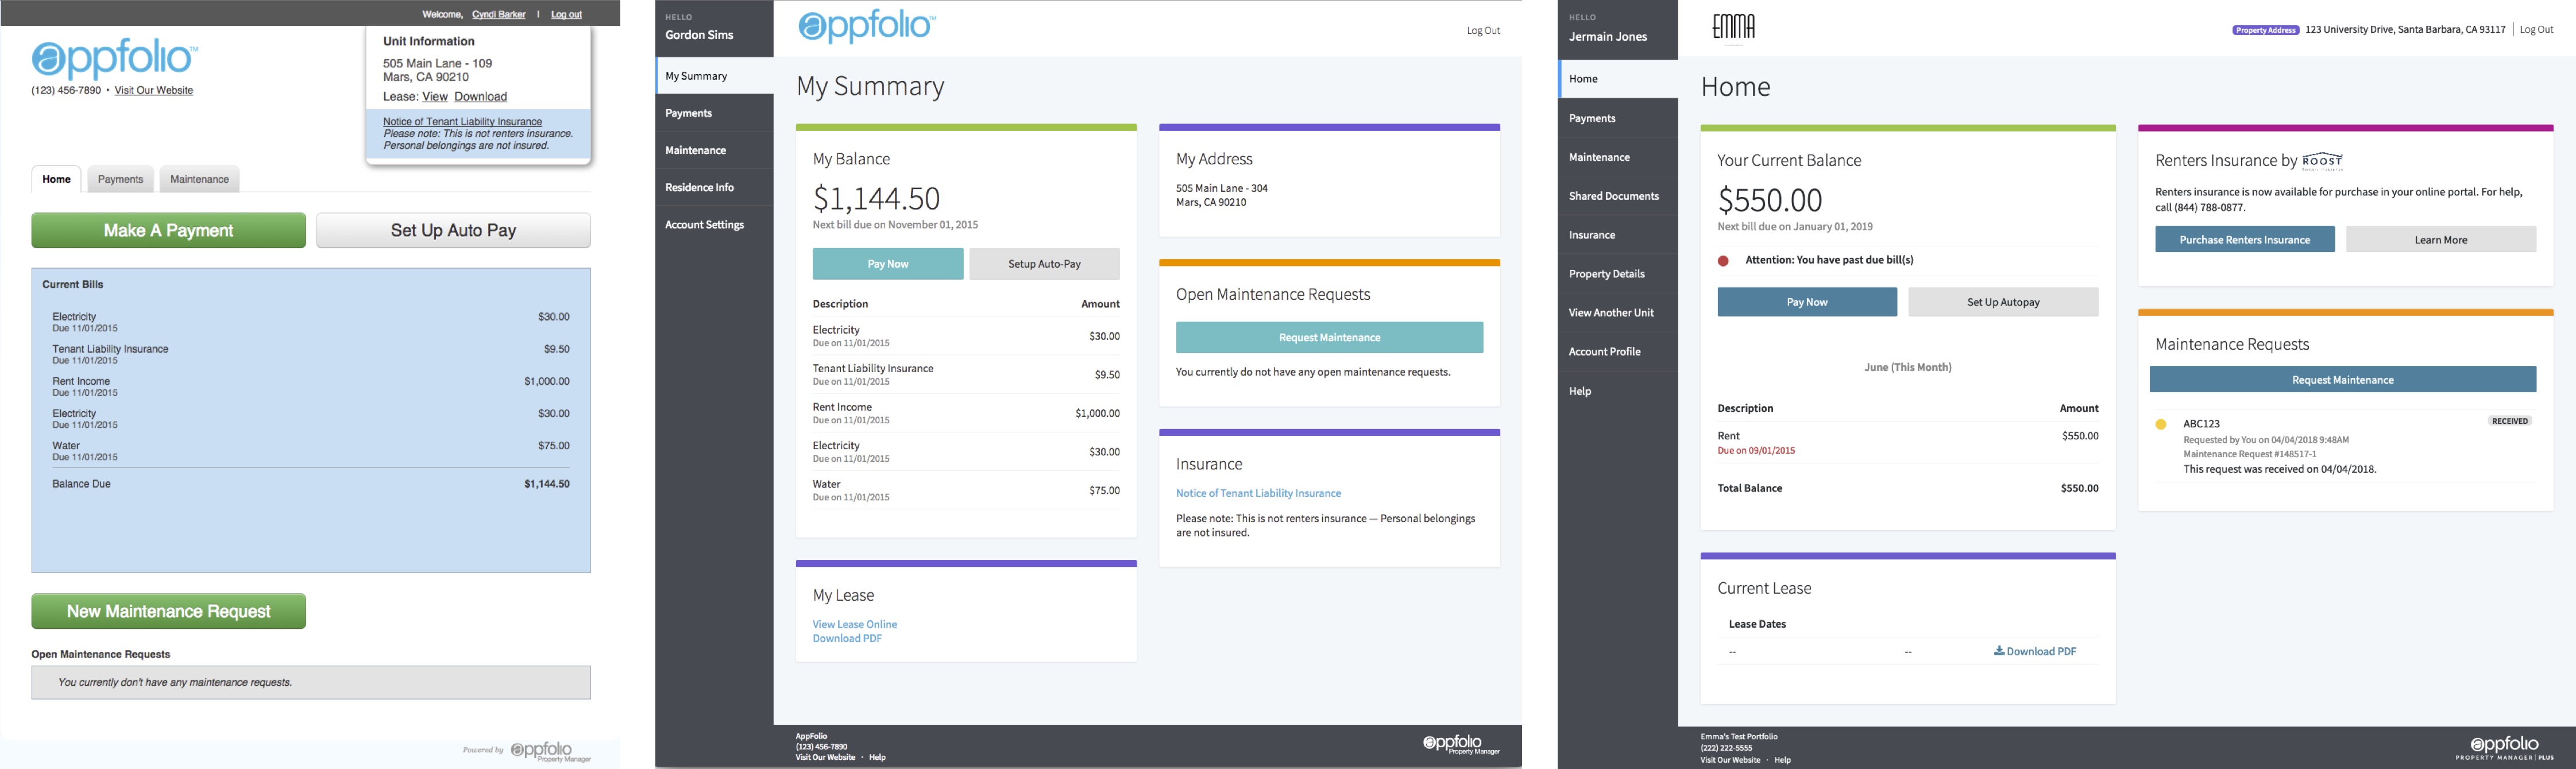 Welcome, Cyndi Barker | Log out
appfolio™
(123) 456-7890 • Visit Our Website
Unit Information
505 Main Lane - 109
Mars, CA 90210
Lease: View Download
Notice of Tenant Liability Insurance
Please note: This is not renters insurance.
Personal belongings are not insured.
Home Payments Maintenance
Make A Payment Set Up Auto Pay
Current Bills
Electricity $30.00
Due 11/01/2015
Tenant Liability Insurance $9.50
Due 11/01/2015
Rent Income $1,000.00
Due 11/01/2015
Electricity $30.00
Due 11/01/2015
Water $75.00
Due 11/01/2015
Balance Due $1,144.50
New Maintenance Request
Open Maintenance Requests
You currently don't have any maintenance requests.
Powered by appfolio
Property Manager
HELLO
Gordon Sims
My Summary
Payments
Maintenance
Residence Info
Account Settings
appfolio™
Log Out
My Summary
My Balance
$1,144.50
Next bill due on November 01, 2015
Pay Now Setup Auto-Pay
Description Amount
Electricity $30.00
Due on 11/01/2015
Tenant Liability Insurance $9.50
Due on 11/01/2015
Rent Income $1,000.00
Due on 11/01/2015
Electricity $30.00
Due on 11/01/2015
Water $75.00
Due on 11/01/2015
My Lease
View Lease Online
Download PDF
My Address
505 Main Lane - 304
Mars, CA 90210
Open Maintenance Requests
Request Maintenance
You currently do not have any open maintenance requests.
Insurance
Notice of Tenant Liability Insurance
Please note: This is not renters insurance — Personal belongings
are not insured.
AppFolio
(123) 456-7890
Visit Our Website · Help
appfolio
Property Manager
HELLO
Jermain Jones
Home
Payments
Maintenance
Shared Documents
Insurance
Property Details
View Another Unit
Account Profile
Help
EMMA
Property Address 123 University Drive, Santa Barbara, CA 93117 | Log Out
Home
Your Current Balance
$550.00
Next bill due on January 01, 2019
Attention: You have past due bill(s)
Pay Now Set Up Autopay
June (This Month)
Description Amount
Rent $550.00
Due on 09/01/2015
Total Balance $550.00
Current Lease
Lease Dates
-- -- Download PDF
Renters Insurance by ROOST
Renters insurance is now available for purchase in your online portal. For help,
call (844) 788-0877.
Purchase Renters Insurance Learn More
Maintenance Requests
Request Maintenance
ABC123 RECEIVED
Requested by You on 04/04/2018 9:48AM
Maintenance Request #148517-1
This request was received on 04/04/2018.
Emma's Test Portfolio
(222) 222-5555
Visit Our Website · Help
appfolio
PROPERTY MANAGER | PLUS